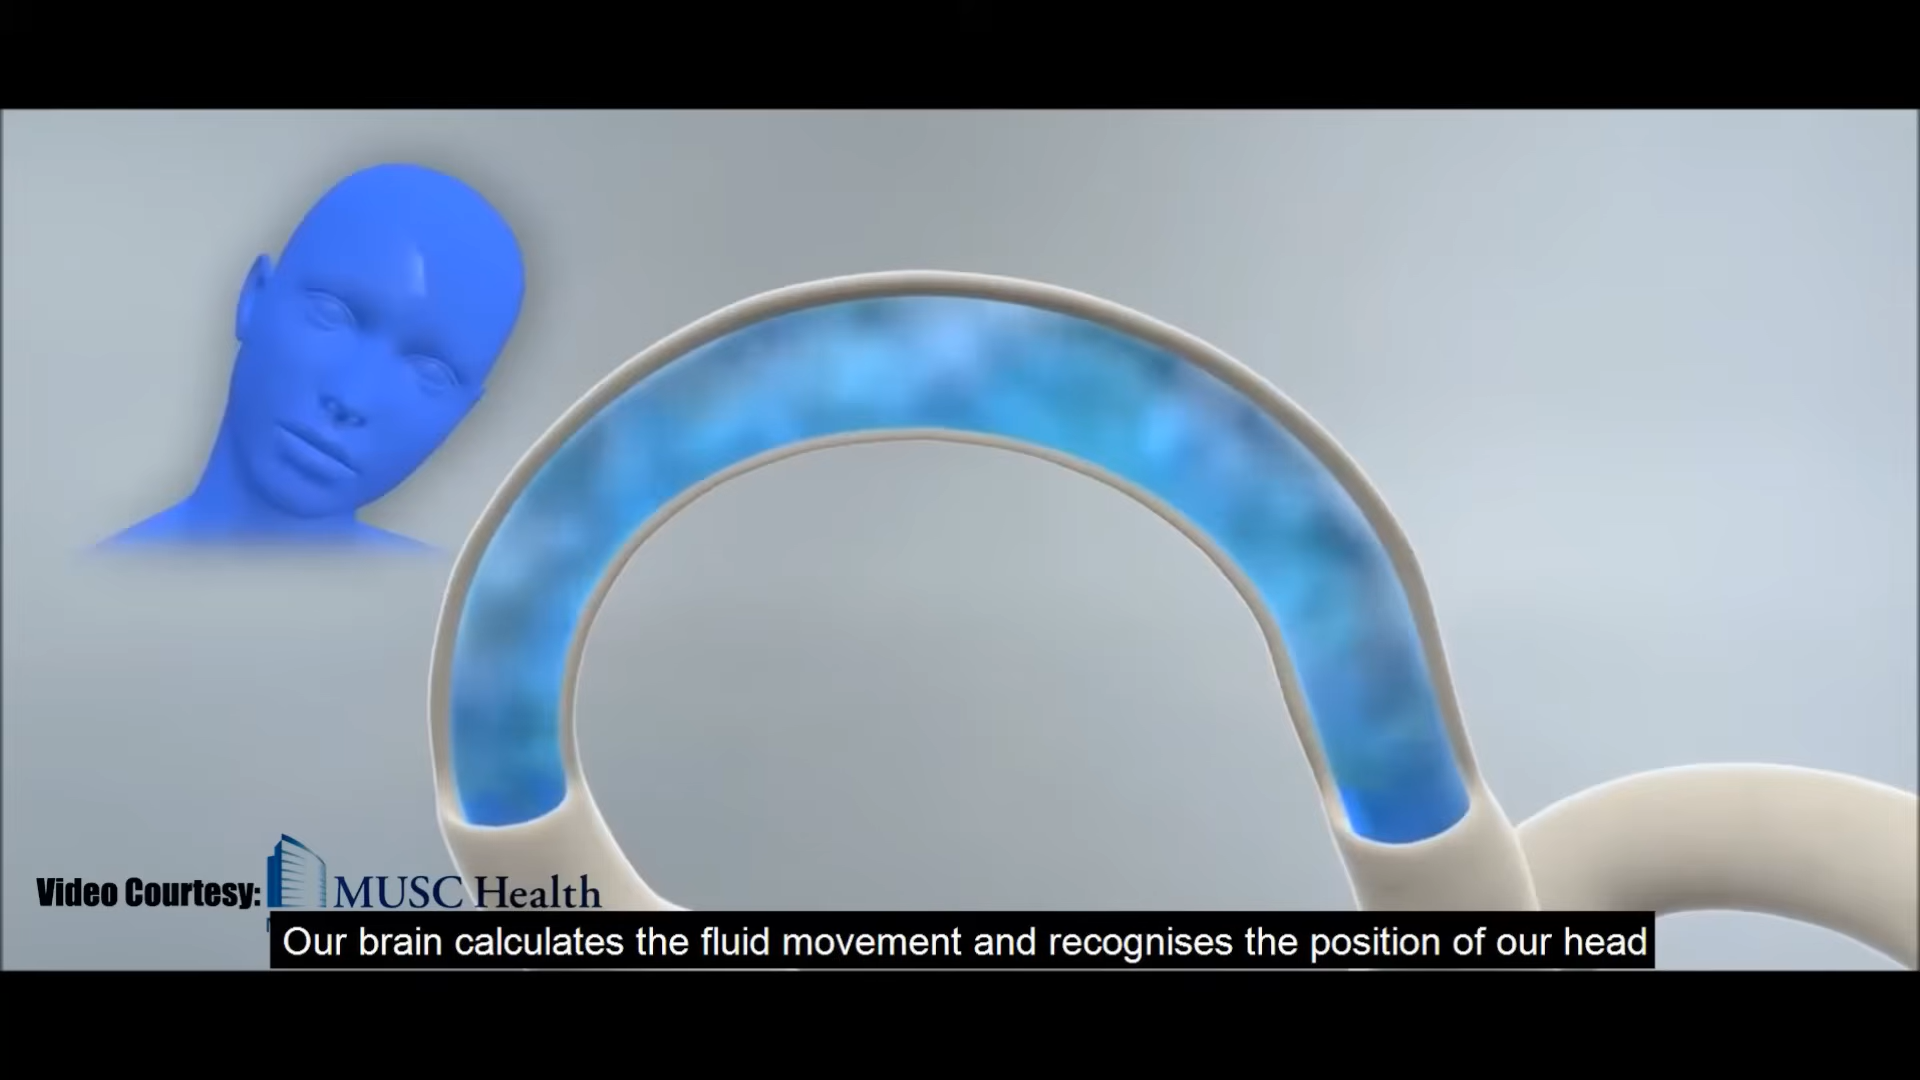 Video Courtesy: MUSC Health
Our brain calculates the fluid movement and recognises the position of our head